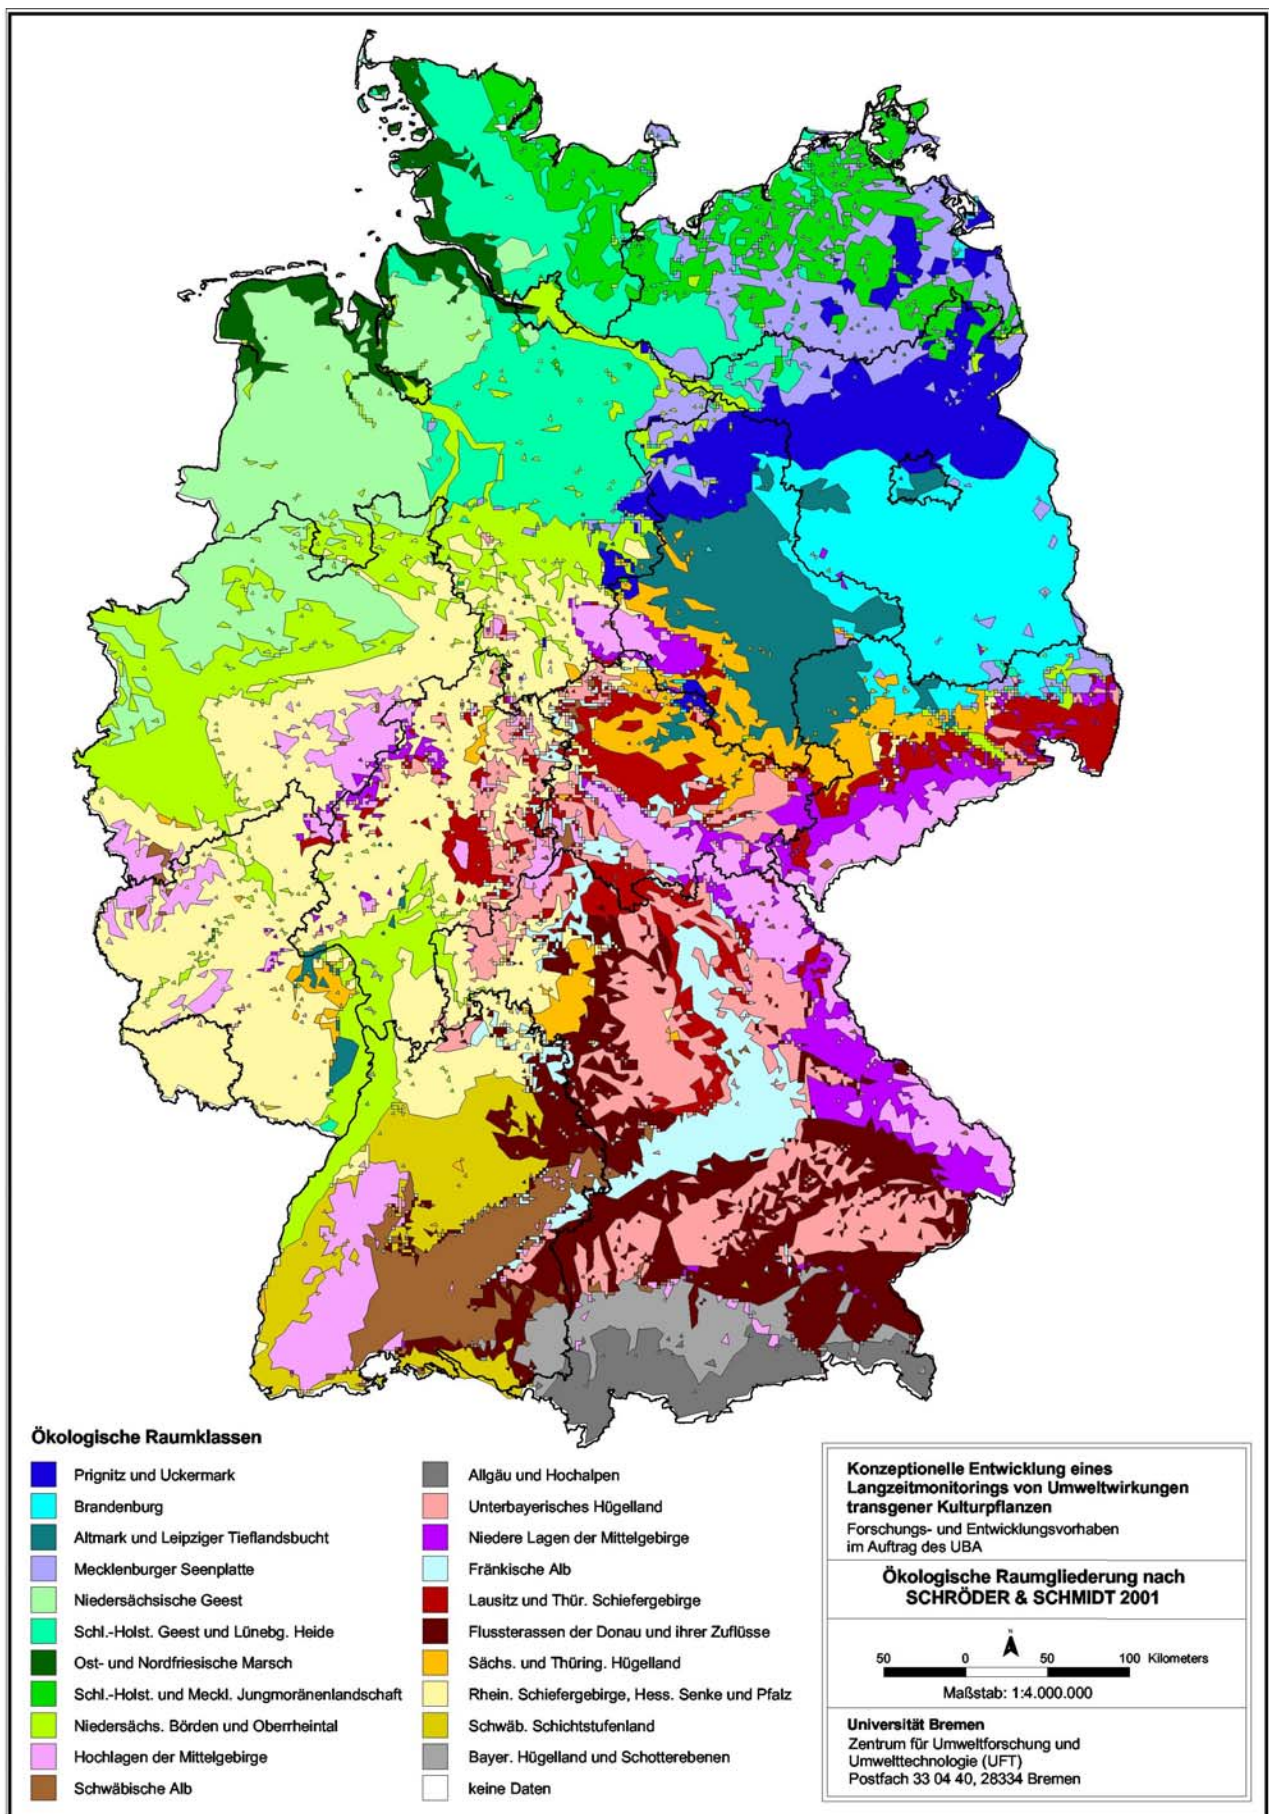 Ökologische Raumklassen
Prignitz und Uckermark
Brandenburg
Altmark und Leipziger Tieflandsbucht
Mecklenburger Seenplatte
Niedersächsische Geest
Schl.-Holst. Geest und Lünebg. Heide
Ost- und Nordfriesische Marsch
Schl.-Holst. und Meckl. Jungmoränenlandschaft
Niedersächs. Börden und Oberrheintal
Hochlagen der Mittelgebirge
Schwäbische Alb
Allgäu und Hochalpen
Unterbayerisches Hügelland
Niedere Lagen der Mittelgebirge
Fränkische Alb
Lausitz und Thür. Schiefergebirge
Flussterassen der Donau und ihrer Zuflüsse
Sächs. und Thüring. Hügelland
Rhein. Schiefergebirge, Hess. Senke und Pfalz
Schwäb. Schichtstufenland
Bayer. Hügelland und Schotterebenen
keine Daten
Konzeptionelle Entwicklung eines
Langzeitmonitorings von Umweltwirkungen
transgener Kulturpflanzen
Forschungs- und Entwicklungsvorhaben
im Auftrag des UBA
Ökologische Raumgliederung nach
SCHRÖDER & SCHMIDT 2001
N
50 0 50 100 Kilometers
Maßstab: 1:4.000.000
Universität Bremen
Zentrum für Umweltforschung und
Umwelttechnologie (UFT)
Postfach 33 04 40, 28334 Bremen